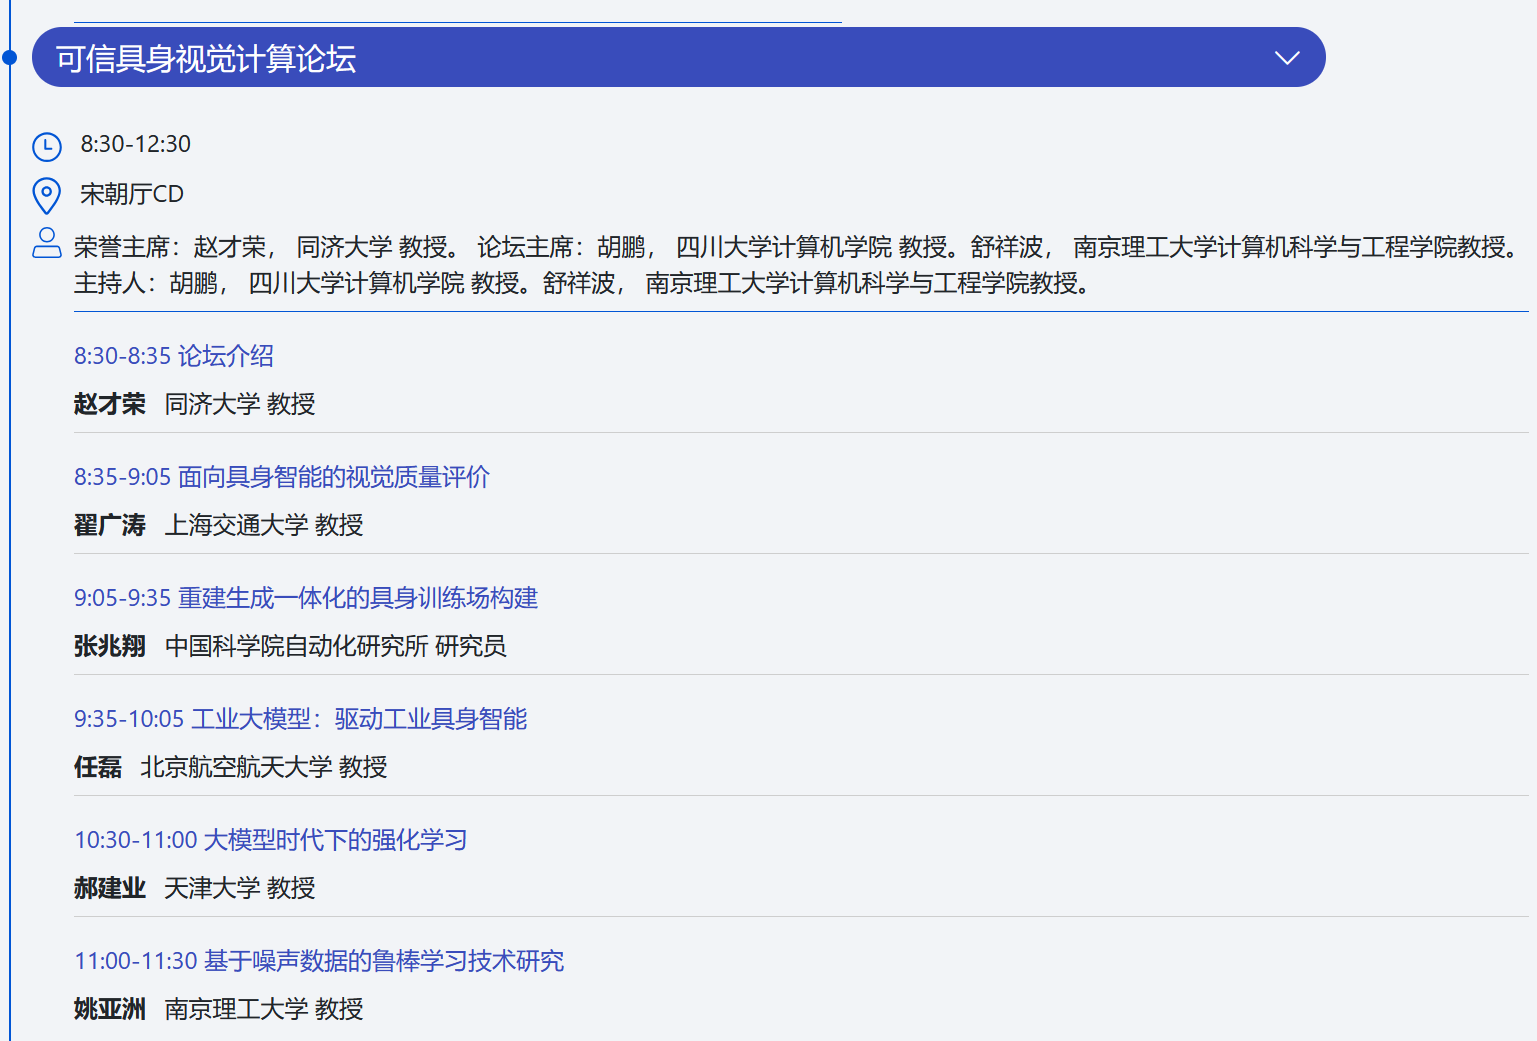 可信具身视觉计算论坛
8:30-12:30
宋朝厅CD
荣誉主席：赵才荣， 同济大学 教授。 论坛主席：胡鹏， 四川大学计算机学院 教授。舒祥波， 南京理工大学计算机科学与工程学院教授。
主持人：胡鹏， 四川大学计算机学院 教授。舒祥波， 南京理工大学计算机科学与工程学院教授。
8:30-8:35 论坛介绍
赵才荣 同济大学 教授
8:35-9:05 面向具身智能的视觉质量评价
翟广涛 上海交通大学 教授
9:05-9:35 重建生成一体化的具身训练场构建
张兆翔 中国科学院自动化研究所 研究员
9:35-10:05 工业大模型：驱动工业具身智能
任磊 北京航空航天大学 教授
10:30-11:00 大模型时代下的强化学习
郝建业 天津大学 教授
11:00-11:30 基于噪声数据的鲁棒学习技术研究
姚亚洲 南京理工大学 教授